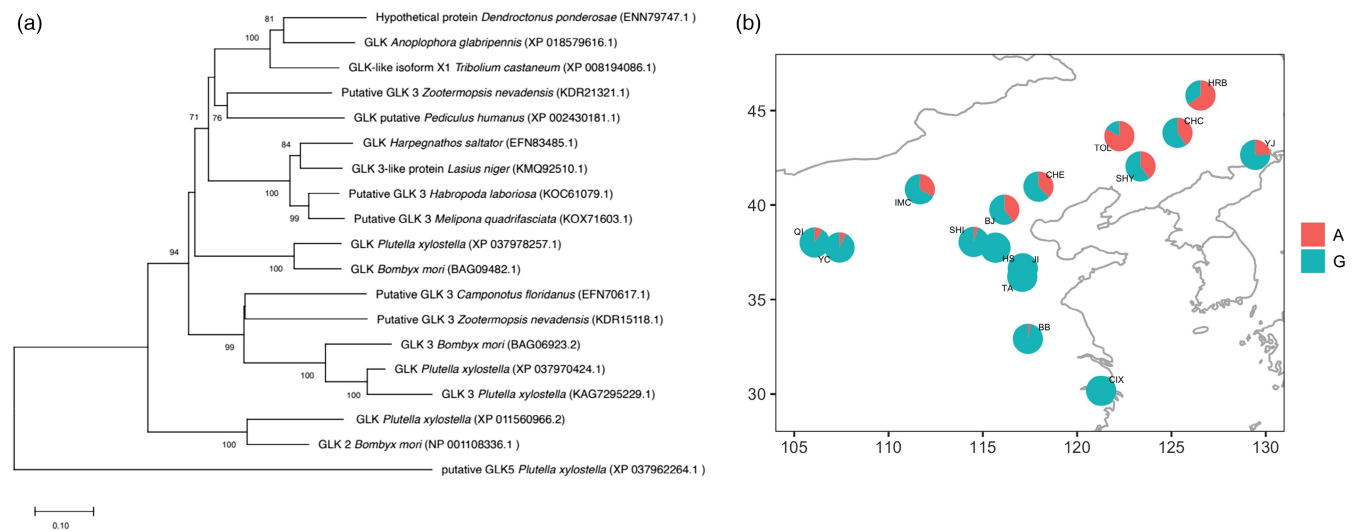 (a)
81
100
Hypothetical protein Dendroctonus ponderosae (ENN79747.1 )
GLK Anoplophora glabripennis (XP 018579616.1)
GLK-like isoform X1 Tribolium castaneum (XP 008194086.1)
Putative GLK 3 Zootermopsis nevadensis (KDR21321.1)
71
76
GLK putative Pediculus humanus (XP 002430181.1)
84
GLK Harpegnathos saltator (EFN83485.1)
GLK 3-like protein Lasius niger (KMQ92510.1)
100
Putative GLK 3 Habropoda laboriosa (KOC61079.1)
99
Putative GLK 3 Melipona quadrifasciata (KOX71603.1)
94
GLK Plutella xylostella (XP 037978257.1)
100
GLK Bombyx mori (BAG09482.1)
Putative GLK 3 Camponotus floridanus (EFN70617.1)
Putative GLK 3 Zootermopsis nevadensis (KDR15118.1)
99
GLK 3 Bombyx mori (BAG06923.2)
100
GLK Plutella xylostella (XP 037970424.1)
100
GLK 3 Plutella xylostella (KAG7295229.1)
GLK Plutella xylostella (XP 011560966.2)
100
GLK 2 Bombyx mori (NP 001108336.1 )
putative GLK5 Plutella xylostella (XP 037962264.1 )
0.10
(b)
45
40
35
30
105
110
115
120
125
130
HRB
CHC
YJ
TOL
SHY
CHE
IMC
BJ
SHI
QI
YC
HS
JI
TA
BB
CIX
A
G